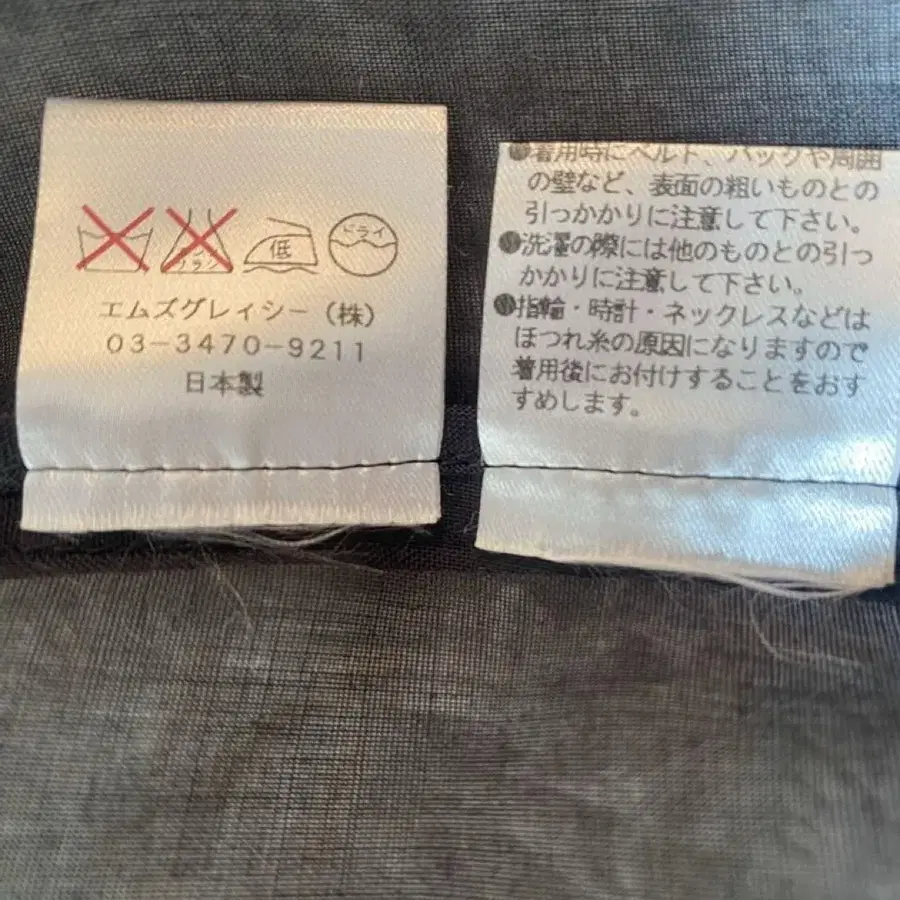 低
ドライ
エムズグレイシー（株）
03-3470-9211
日本製
●着用時にベルト、バッグや周囲
の壁など、表面の粗いものとの
引っかかりに注意して下さい。
●洗濯の際には他のものとの引っ
かかりに注意して下さい。
●指輪・時計・ネックレスなどは
ほつれ糸の原因になりますので
着用後にお付けすることをおす
すめします。